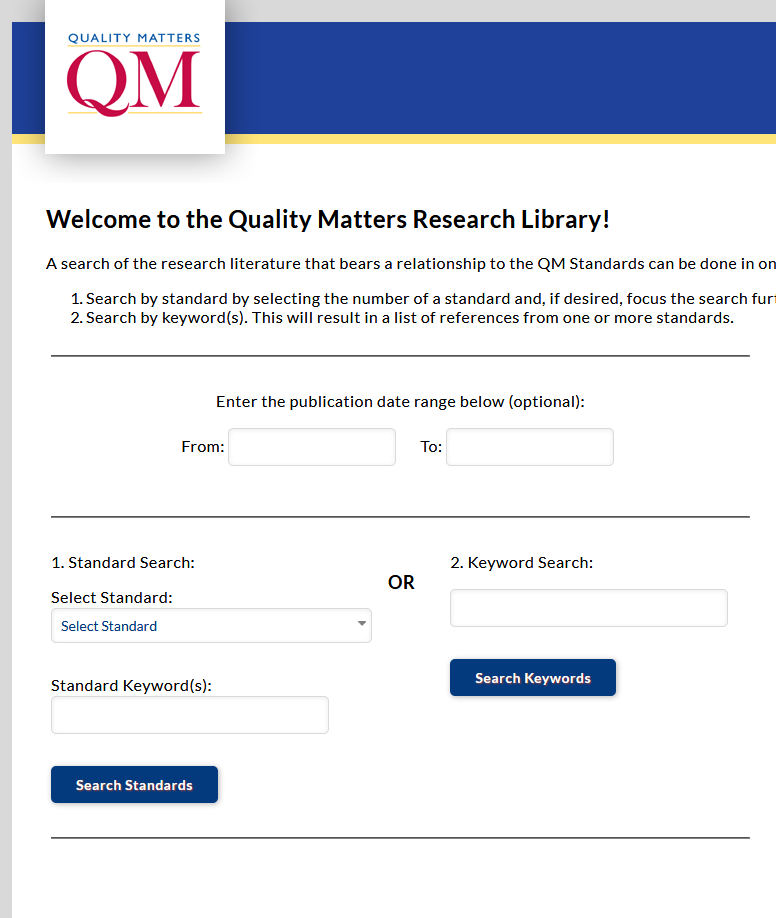 QUALITY MATTERS
QM
Welcome to the Quality Matters Research Library!
A search of the research literature that bears a relationship to the QM Standards can be done in on
1. Search by standard by selecting the number of a standard and, if desired, focus the search furt
2. Search by keyword(s). This will result in a list of references from one or more standards.
Enter the publication date range below (optional):
From: To:
1. Standard Search:
Select Standard:
Select Standard
Standard Keyword(s):
Search Standards
OR
2. Keyword Search:
Search Keywords